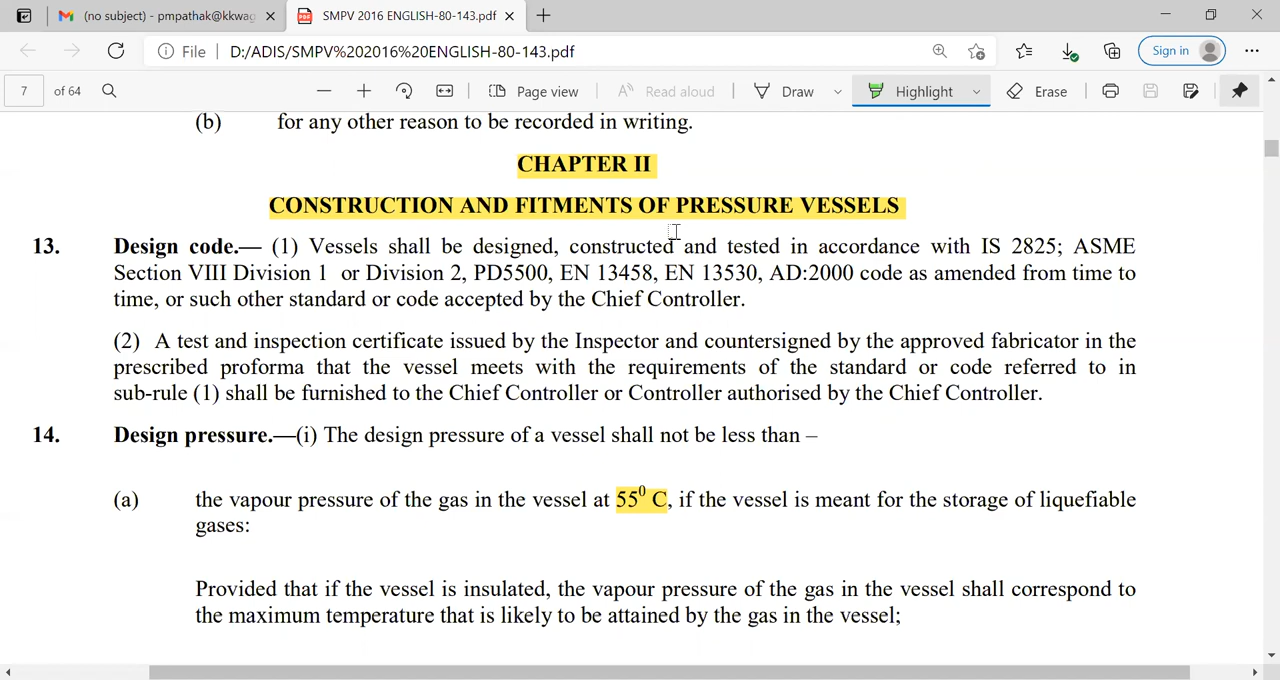 (no subject) - pmpathak@kkwag
SMPV 2016 ENGLISH-80-143.pdf
File D:/ADIS/SMPV%202016%20ENGLISH-80-143.pdf
Sign in
7 of 64
Page view
Read aloud
Draw
Highlight
Erase
(b) for any other reason to be recorded in writing.
CHAPTER II
CONSTRUCTION AND FITMENTS OF PRESSURE VESSELS
13. Design code.— (1) Vessels shall be designed, constructed and tested in accordance with IS 2825; ASME
Section VIII Division 1 or Division 2, PD5500, EN 13458, EN 13530, AD:2000 code as amended from time to
time, or such other standard or code accepted by the Chief Controller.
(2) A test and inspection certificate issued by the Inspector and countersigned by the approved fabricator in the
prescribed proforma that the vessel meets with the requirements of the standard or code referred to in
sub-rule (1) shall be furnished to the Chief Controller or Controller authorised by the Chief Controller.
14. Design pressure.—(i) The design pressure of a vessel shall not be less than –
(a) the vapour pressure of the gas in the vessel at 55⁰ C, if the vessel is meant for the storage of liquefiable
gases:
Provided that if the vessel is insulated, the vapour pressure of the gas in the vessel shall correspond to
the maximum temperature that is likely to be attained by the gas in the vessel;